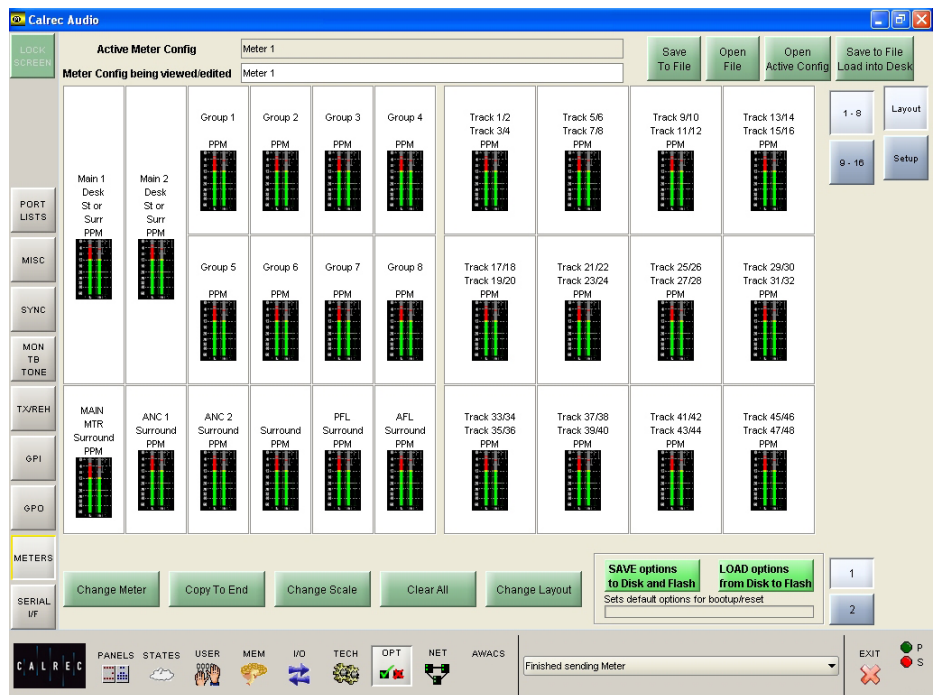 Calrec Audio
LOCK SCREEN
Active Meter Config
Meter 1
Meter Config being viewed/edited
Meter 1
Save To File
Open File
Open Active Config
Save to File Load into Desk
1 - 8
Layout
9 - 16
Setup
PORT LISTS
MISC
SYNC
MON TB TONE
TX/REH
GPI
GPO
METERS
SERIAL I/F
Main 1 Desk St or Surr PPM
Main 2 Desk St or Surr PPM
Group 1 PPM
Group 2 PPM
Group 3 PPM
Group 4 PPM
Track 1/2 Track 3/4 PPM
Track 5/6 Track 7/8 PPM
Track 9/10 Track 11/12 PPM
Track 13/14 Track 15/16 PPM
Group 5 PPM
Group 6 PPM
Group 7 PPM
Group 8 PPM
Track 17/18 Track 19/20 PPM
Track 21/22 Track 23/24 PPM
Track 25/26 Track 27/28 PPM
Track 29/30 Track 31/32 PPM
MAIN MTR Surround PPM
ANC 1 Surround PPM
ANC 2 Surround PPM
Surround PPM
PFL Surround PPM
AFL Surround PPM
Track 33/34 Track 35/36 PPM
Track 37/38 Track 39/40 PPM
Track 41/42 Track 43/44 PPM
Track 45/46 Track 47/48 PPM
Change Meter
Copy To End
Change Scale
Clear All
Change Layout
SAVE options to Disk and Flash
LOAD options from Disk to Flash
Sets default options for bootup/reset
1
2
CALREC
PANELS
STATES
USER
MEM
I/O
TECH
OPT
NET
AWACS
Finished sending Meter
EXIT
P
S